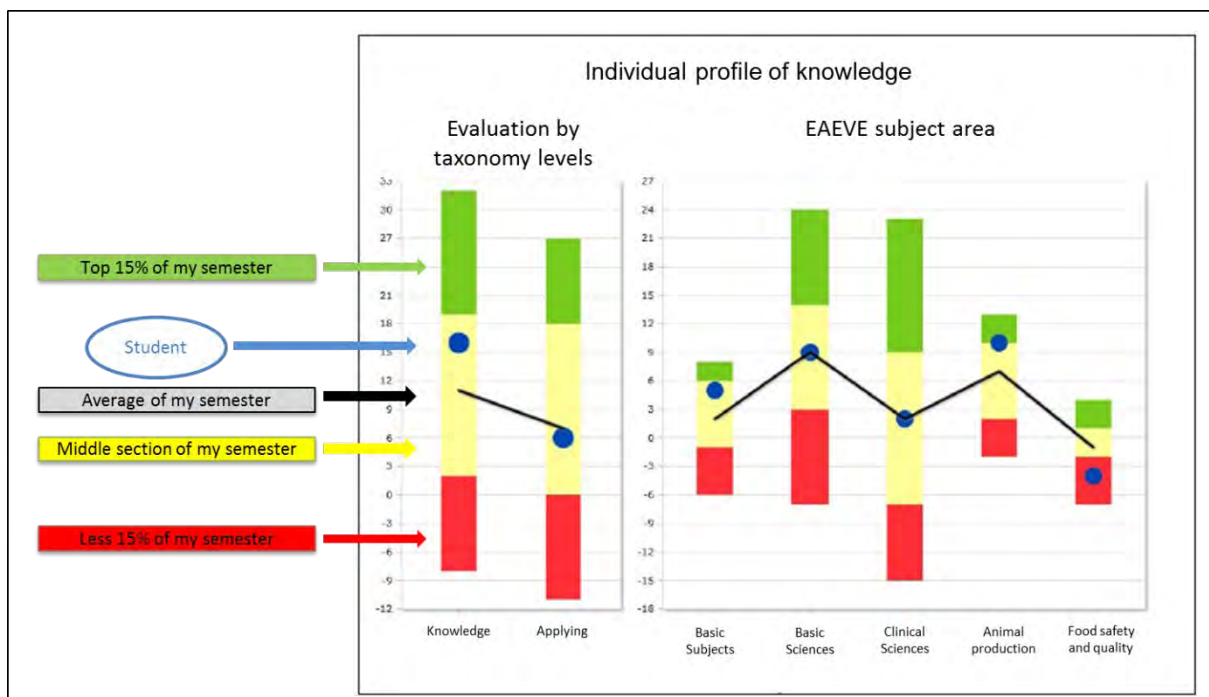 Individual profile of knowledge
Evaluation by
taxonomy levels
EAEVE subject area
33
30
27
21
18
15
12
9
6
3
0
-3
-6
-9
-12
27
24
21
18
15
12
9
6
3
0
-3
-6
-9
-12
-15
-18
Top 15% of my semester
Student
Average of my semester
Middle section of my semester
Less 15% of my semester
Knowledge
Applying
Basic
Subjects
Basic
Sciences
Clinical
Sciences
Animal
production
Food safety
and quality